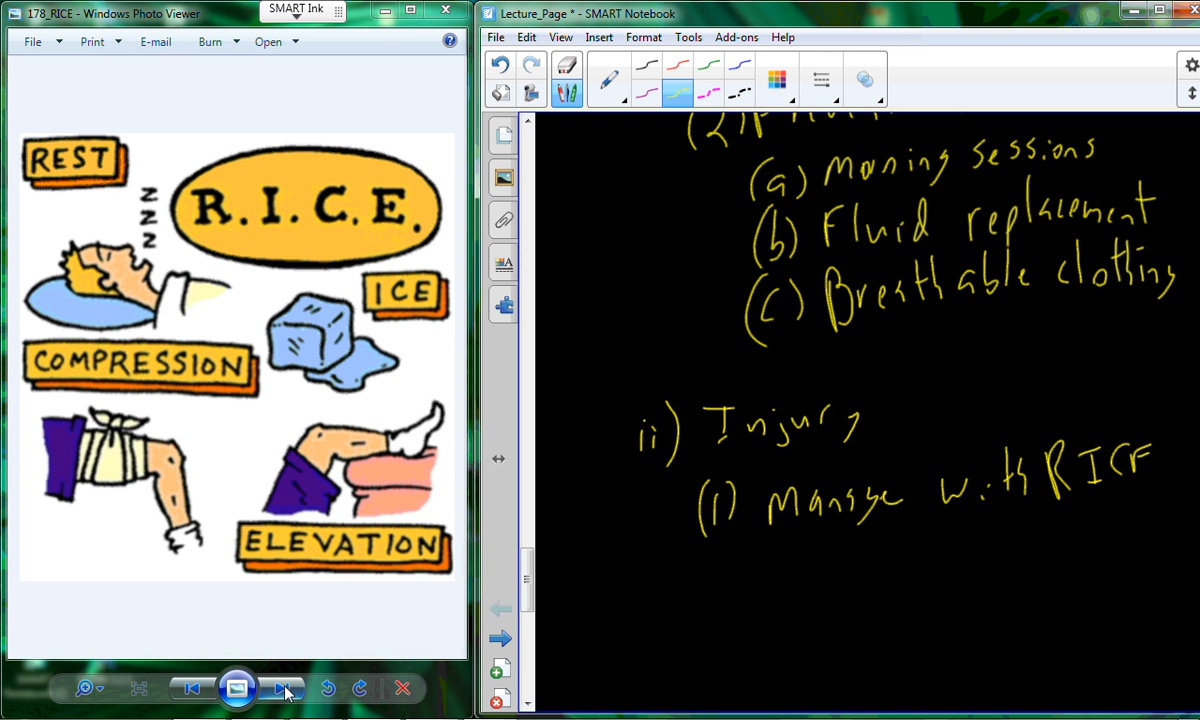 178_RICE - Windows Photo Viewer
SMART Ink
File Print E-mail Burn Open
REST
R.I.C.E.
Z
Z
Z
ICE
COMPRESSION
ELEVATION
Lecture_Page * - SMART Notebook
File Edit View Insert Format Tools Add-ons Help
(2)
(a) Morning sessions
(b) Fluid replacement
(c) Breathable clothing
ii) Injury
(1) Manage with RICE